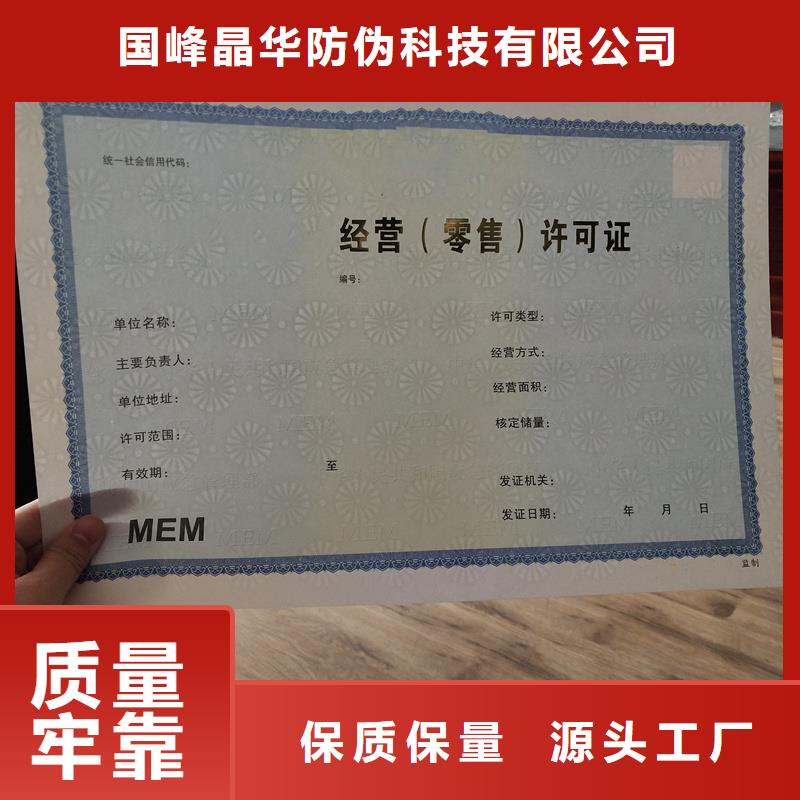 国峰晶华防伪科技有限公司
统一社会信用代码：
经营（零售）许可证
编号：
单位名称：
许可类型：
主要负责人：
经营方式：
单位地址：
经营面积：
许可范围：
核定储量：
有效期： 至
发证机关：
发证日期： 年 月 日
MEM
监制
质量
牢靠
保质保量 源头工厂